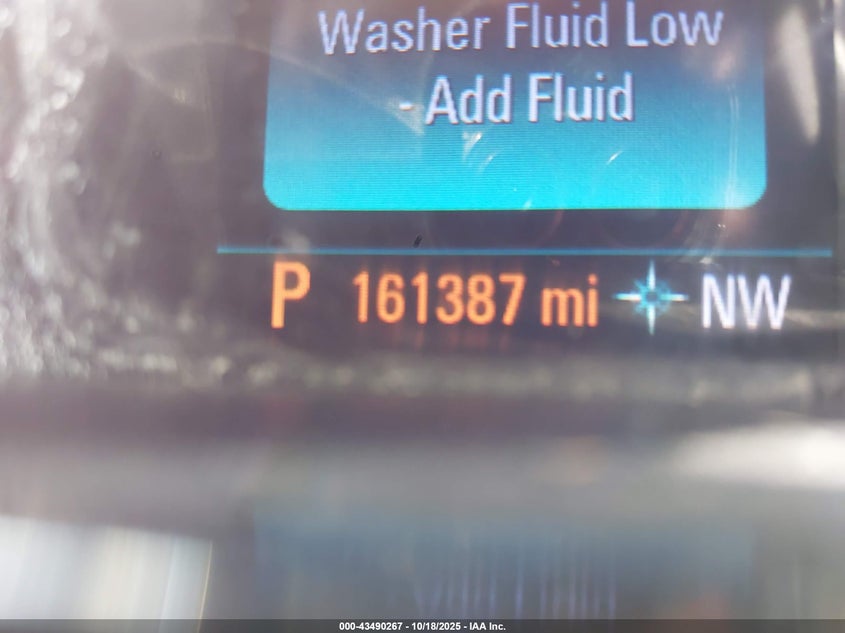 Washer Fluid Low
- Add Fluid
P 161387 mi NW
000-43490267 - 10/18/2025 - IAA Inc.